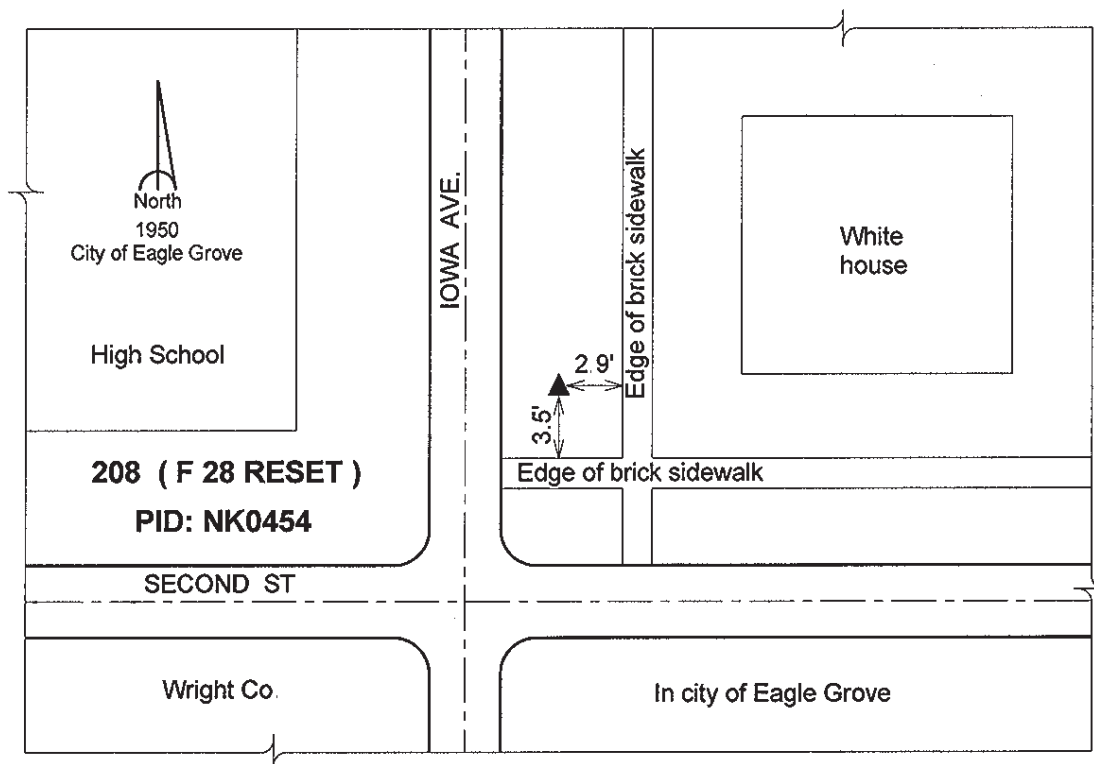 North
1950
City of Eagle Grove
High School
208 ( F 28 RESET )
PID: NK0454
IOWA AVE.
Edge of brick sidewalk
White
house
2.9'
3.5'
Edge of brick sidewalk
SECOND ST
Wright Co.
In city of Eagle Grove